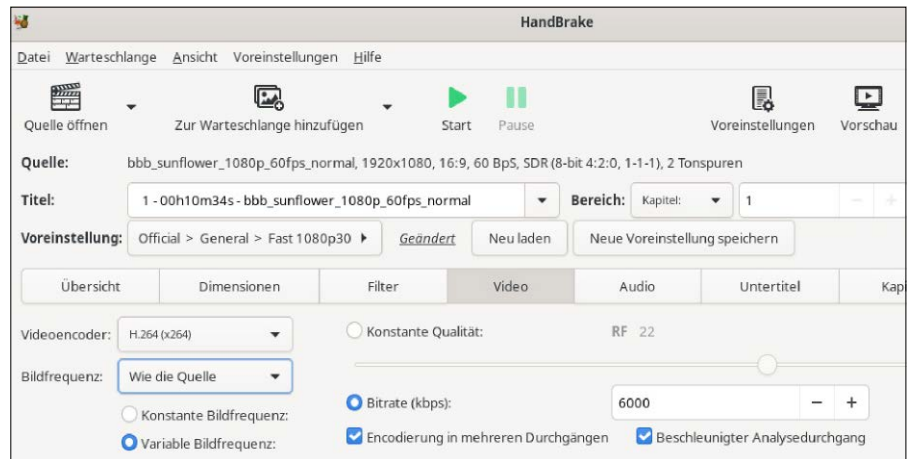 HandBrake
Datei Warteschlange Ansicht Voreinstellungen Hilfe
Quelle öffnen Zur Warteschlange hinzufügen Start Pause Voreinstellungen Vorschau
Quelle: bbb_sunflower_1080p_60fps_normal, 1920x1080, 16:9, 60 BpS, SDR (8-bit 4:2:0, 1-1-1), 2 Tonspuren
Titel: 1 - 00h10m34s - bbb_sunflower_1080p_60fps_normal Bereich: Kapitel: 1
Voreinstellung: Official > General > Fast 1080p30 Geändert Neu laden Neue Voreinstellung speichern
Übersicht Dimensionen Filter Video Audio Untertitel Kap
Videoencoder: H.264 (x264) Konstante Qualität: RF 22
Bildfrequenz: Wie die Quelle
Konstante Bildfrequenz: Bitrate (kbps): 6000 − +
Variable Bildfrequenz: Encodierung in mehreren Durchgängen Beschleunigter Analysedurchgang